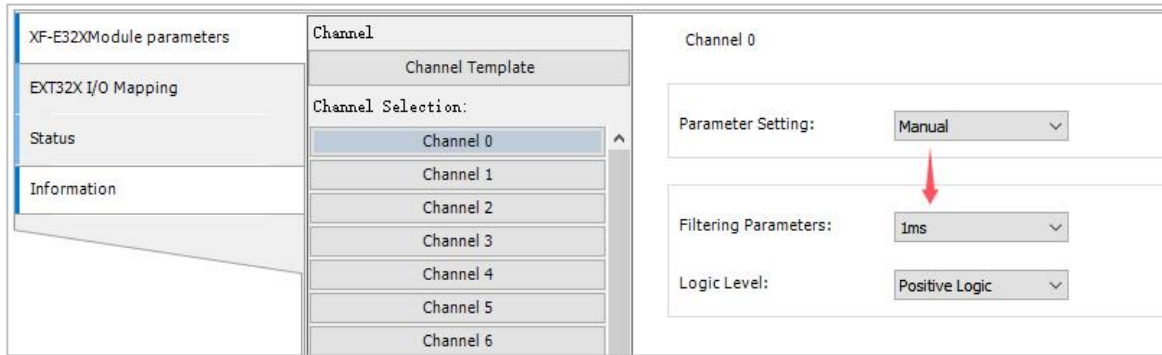 XF-E32XModule parameters
EXT32X I/O Mapping
Status
Information
Channel
Channel Template
Channel Selection:
Channel 0
Channel 1
Channel 2
Channel 3
Channel 4
Channel 5
Channel 6
Channel 0
Parameter Setting:
Manual
Filtering Parameters:
1ms
Logic Level:
Positive Logic